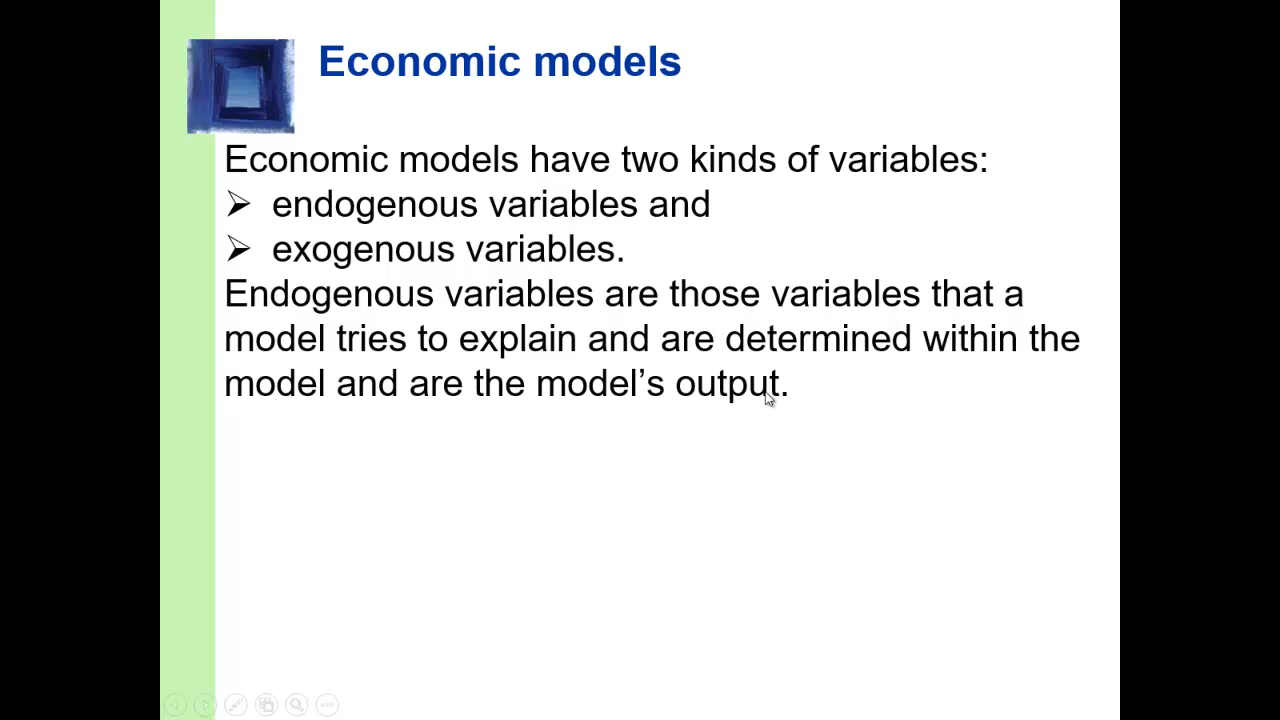 Economic models
Economic models have two kinds of variables:
➢ endogenous variables and
➢ exogenous variables.
Endogenous variables are those variables that a
model tries to explain and are determined within the
model and are the model’s output.